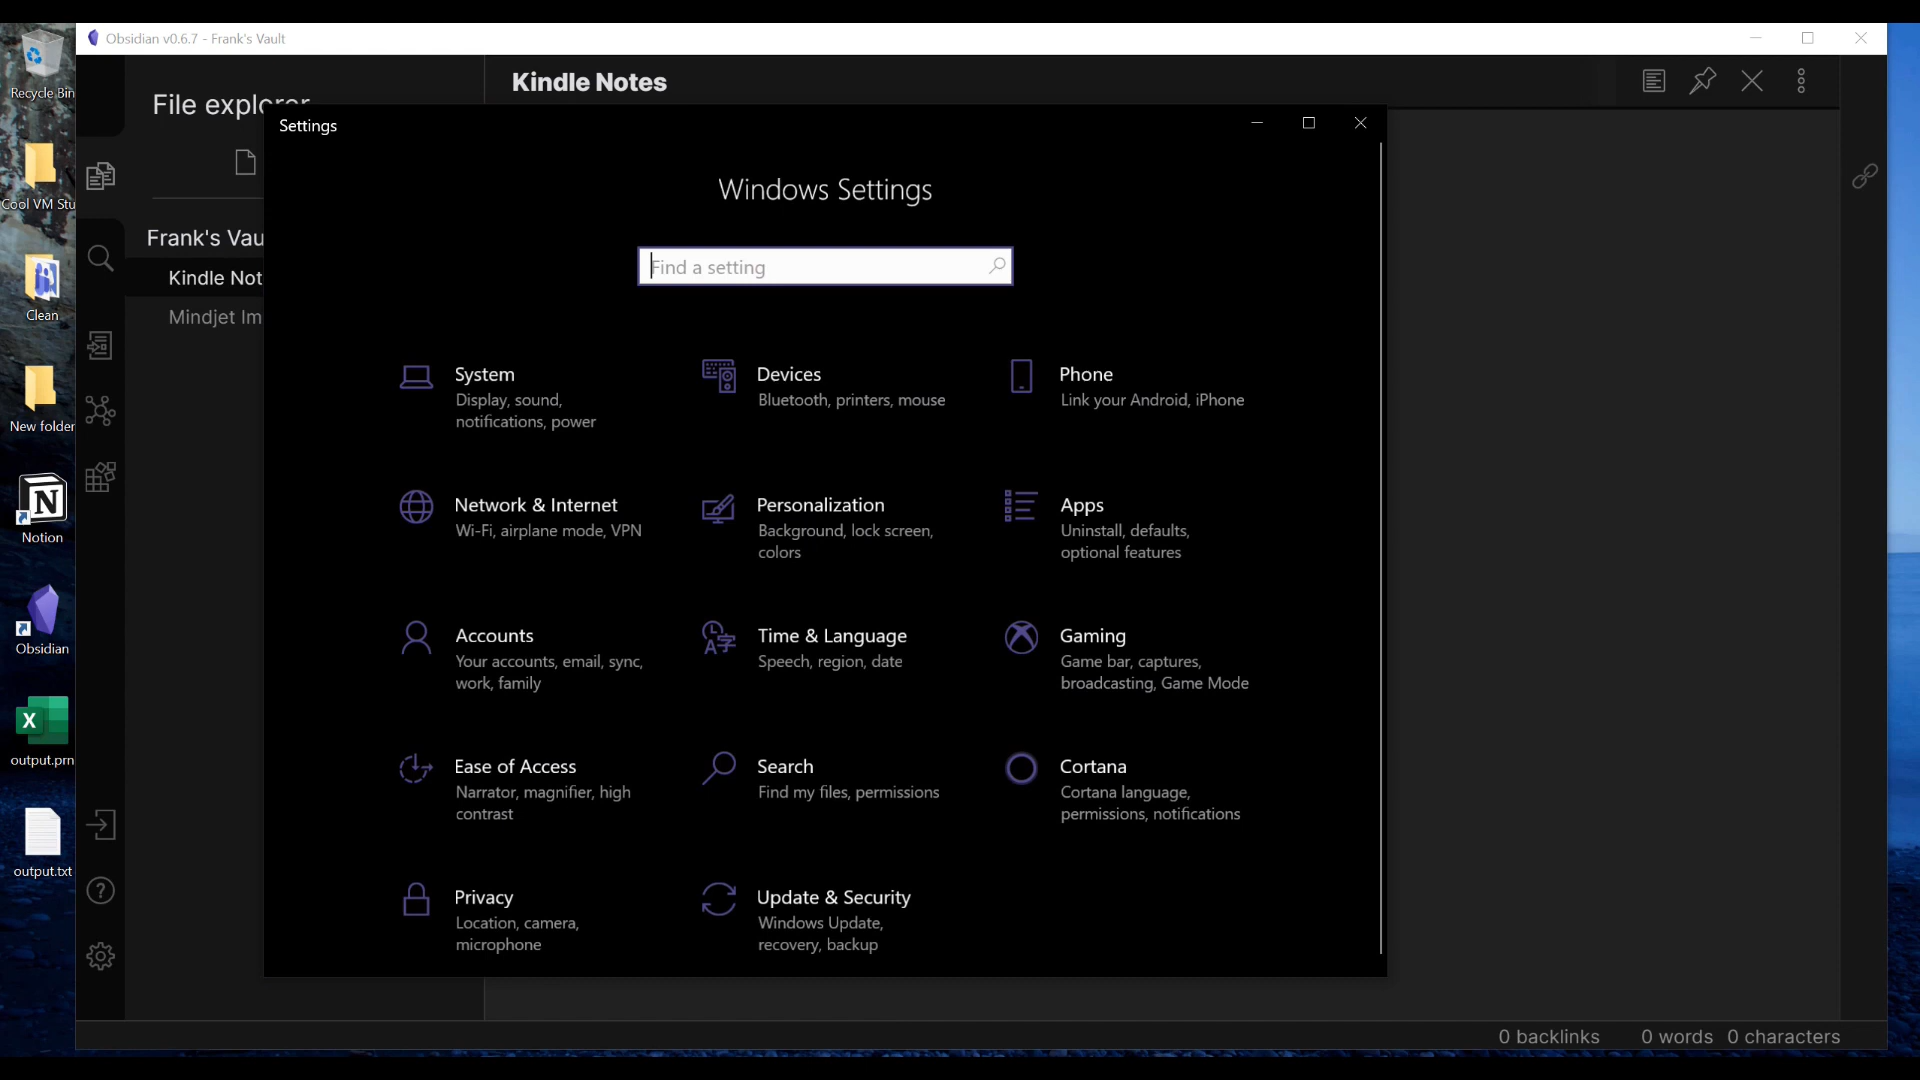 Obsidian v0.6.7 - Frank's Vault
Recycle Bin
Cool VM Stu
Clean
New folder
Notion
Obsidian
output.prn
output.txt
File explorer
Frank's Vau
Kindle Not
Mindjet Im
Kindle Notes
Settings
Windows Settings
Find a setting
System
Display, sound,
notifications, power
Devices
Bluetooth, printers, mouse
Phone
Link your Android, iPhone
Network & Internet
Wi-Fi, airplane mode, VPN
Personalization
Background, lock screen,
colors
Apps
Uninstall, defaults,
optional features
Accounts
Your accounts, email, sync,
work, family
Time & Language
Speech, region, date
Gaming
Game bar, captures,
broadcasting, Game Mode
Ease of Access
Narrator, magnifier, high
contrast
Search
Find my files, permissions
Cortana
Cortana language,
permissions, notifications
Privacy
Location, camera,
microphone
Update & Security
Windows Update,
recovery, backup
0 backlinks 0 words 0 characters